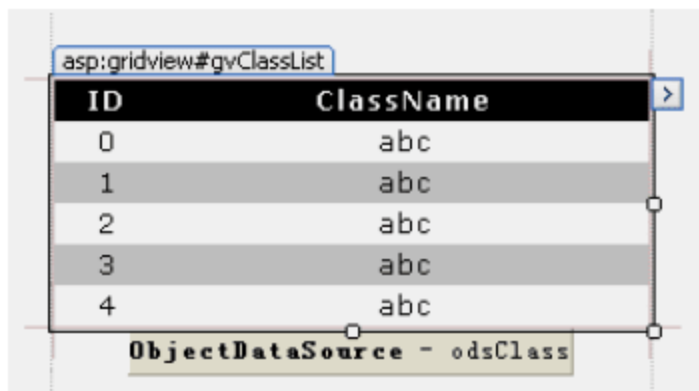 asp:gridview#gvClassList
ID ClassName
0 abc
1 abc
2 abc
3 abc
4 abc
ObjectDataSource - odsClass